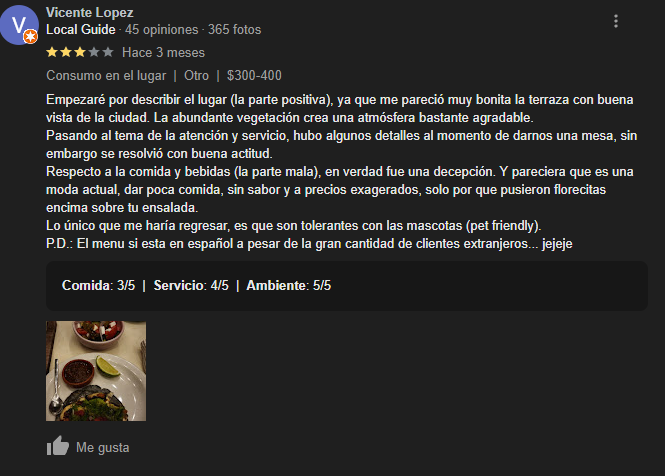 V
Vicente Lopez
Local Guide · 45 opiniones · 365 fotos
Hace 3 meses
Consumo en el lugar | Otro | $300-400
Empezaré por describir el lugar (la parte positiva), ya que me pareció muy bonita la terraza con buena
vista de la ciudad. La abundante vegetación crea una atmósfera bastante agradable.
Pasando al tema de la atención y servicio, hubo algunos detalles al momento de darnos una mesa, sin
embargo se resolvió con buena actitud.
Respecto a la comida y bebidas (la parte mala), en verdad fue una decepción. Y pareciera que es una
moda actual, dar poca comida, sin sabor y a precios exagerados, solo por que pusieron florecitas
encima sobre tu ensalada.
Lo único que me haría regresar, es que son tolerantes con las mascotas (pet friendly).
P.D.: El menu si esta en español a pesar de la gran cantidad de clientes extranjeros... jejeje
Comida: 3/5 | Servicio: 4/5 | Ambiente: 5/5
Me gusta